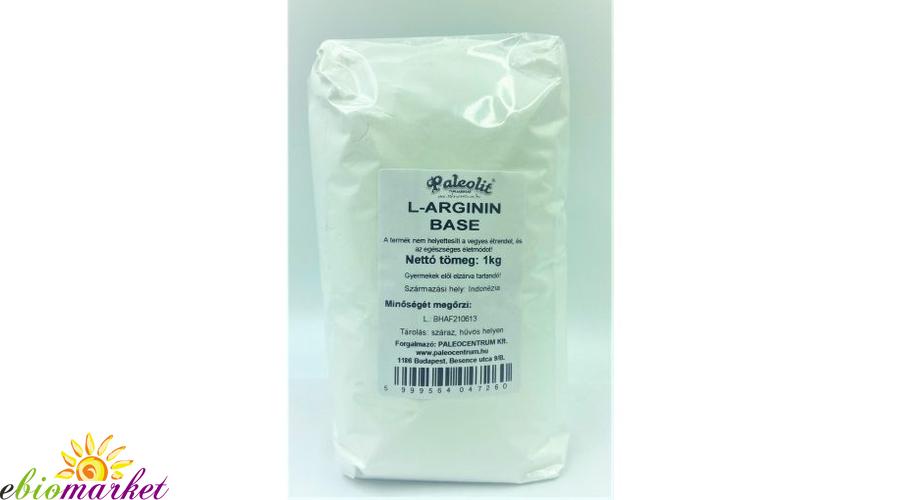 Paleolit®
L-ARGININ
BASE
A termék nem helyettesíti a vegyes étrendet, és
az egészséges életmódot!
Nettó tömeg: 1kg
Gyermekek elől elzárva tartandó!
Származási hely: Indonézia
Minőségét megőrzi:
L.: BHAF210613
Tárolás: száraz, hűvös helyen
Forgalmazó: PALEOCENTRUM Kft.
www.paleocentrum.hu
1186 Budapest, Besence utca 9/B.
5 999564 047260
ebiomarket